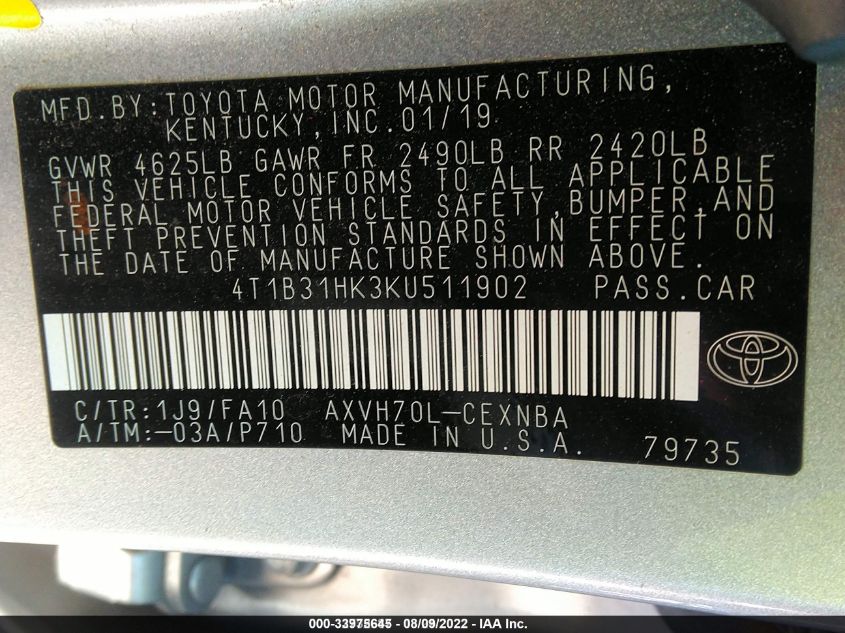 MFD.BY:TOYOTA MOTOR MANUFACTURING,
KENTUCKY,INC.01/19
GVWR 4625LB GAWR FR 2490LB RR 2420LB
THIS VEHICLE CONFORMS TO ALL APPLICABLE
FEDERAL MOTOR VEHICLE SAFETY,BUMPER,AND
THEFT PREVENTION STANDARDS IN EFFECT ON
THE DATE OF MANUFACTURE SHOWN ABOVE.
4T1B31HK3KU511902 PASS.CAR
C/TR:1J9/FA10 AXVH70L-CEXNBA
A/TM:-03A/P710 MADE IN U.S.A. 79735
000-33975645 - 08/09/2022 - IAA Inc.